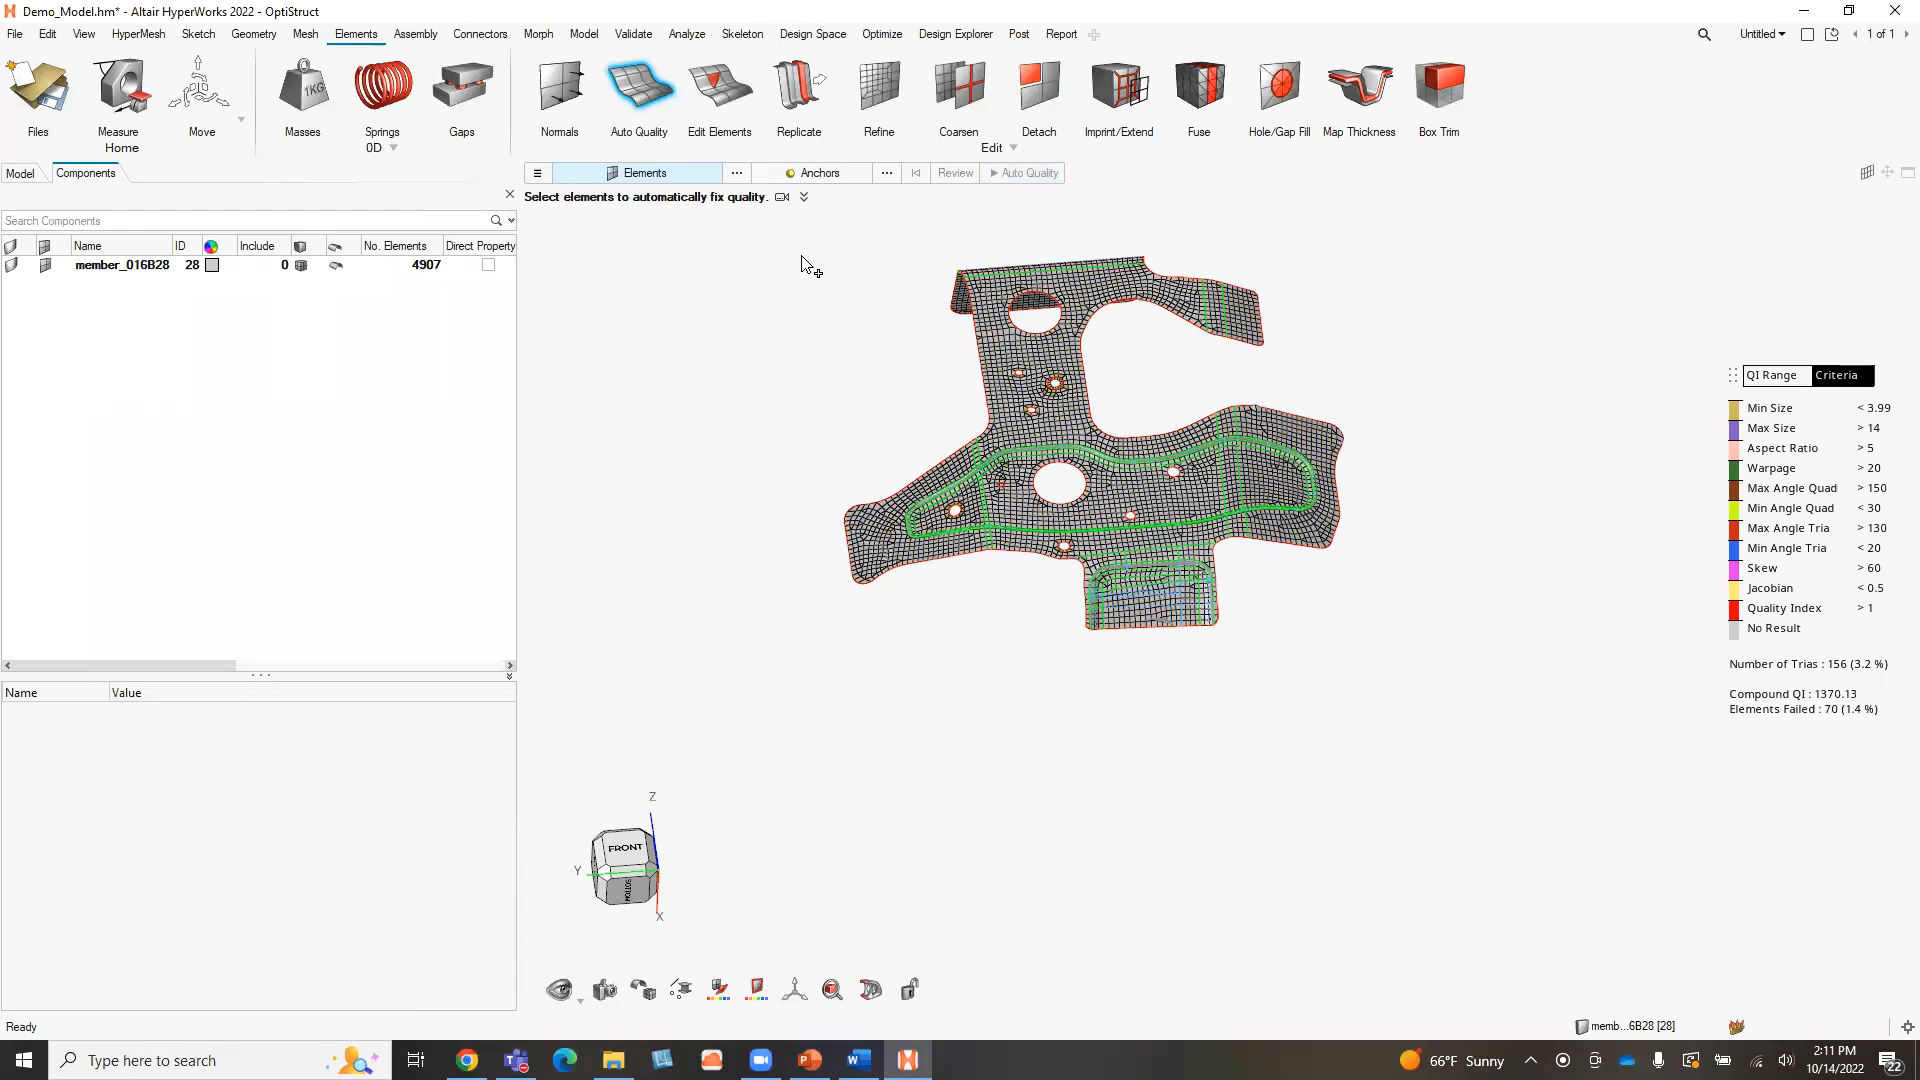 Demo_Model.hm* - Altair HyperWorks 2022 - OptiStruct
File Edit View HyperMesh Sketch Geometry Mesh Elements Assembly Connectors Morph Model Validate Analyze Skeleton Design Space Optimize Design Explorer Post Report
Untitled
1 of 1
1KG
Files Measure Move Masses Springs Gaps Normals Auto Quality Edit Elements Replicate Refine Coarsen Detach Imprint/Extend Fuse Hole/Gap Fill Map Thickness Box Trim
Home 0D Edit
Model Components
Elements Anchors Review Auto Quality
Select elements to automatically fix quality.
Search Components
Name ID Include No. Elements Direct Property
member_016B28 28 0 4907
Name Value
QI Range Criteria
Min Size < 3.99
Max Size > 14
Aspect Ratio > 5
Warpage > 20
Max Angle Quad > 150
Min Angle Quad < 30
Max Angle Tria > 130
Min Angle Tria < 20
Skew > 60
Jacobian < 0.5
Quality Index > 1
No Result
Number of Trias : 156 (3.2 %)
Compound QI : 1370.13
Elements Failed : 70 (1.4 %)
Z
FRONT
Y
BOTTOM
X
Ready
memb...6B28 [28]
Type here to search
66°F Sunny
2:11 PM
10/14/2022
22